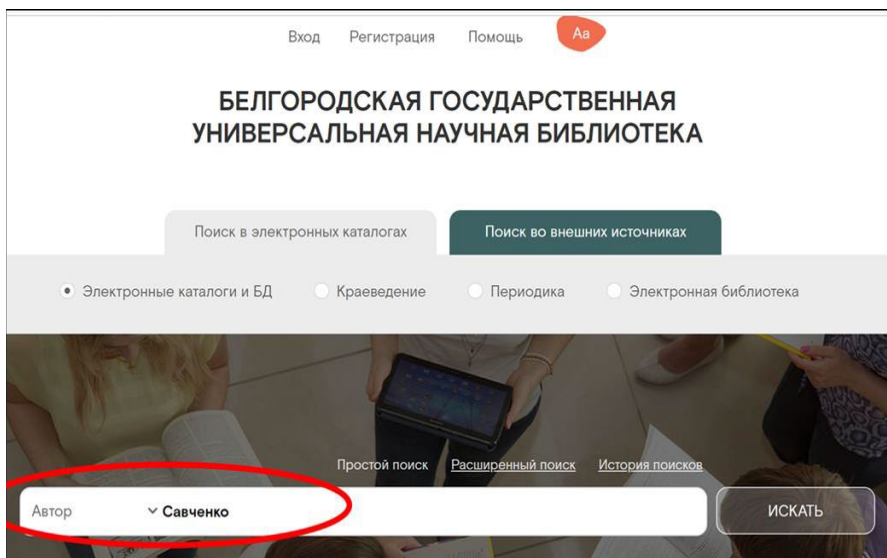 Вход Регистрация Помощь Аа
БЕЛГОРОДСКАЯ ГОСУДАРСТВЕННАЯ
УНИВЕРСАЛЬНАЯ НАУЧНАЯ БИБЛИОТЕКА
Поиск в электронных каталогах Поиск во внешних источниках
Электронные каталоги и БД Краеведение Периодика Электронная библиотека
Простой поиск Расширенный поиск История поисков
Автор Савченко ИСКАТЬ